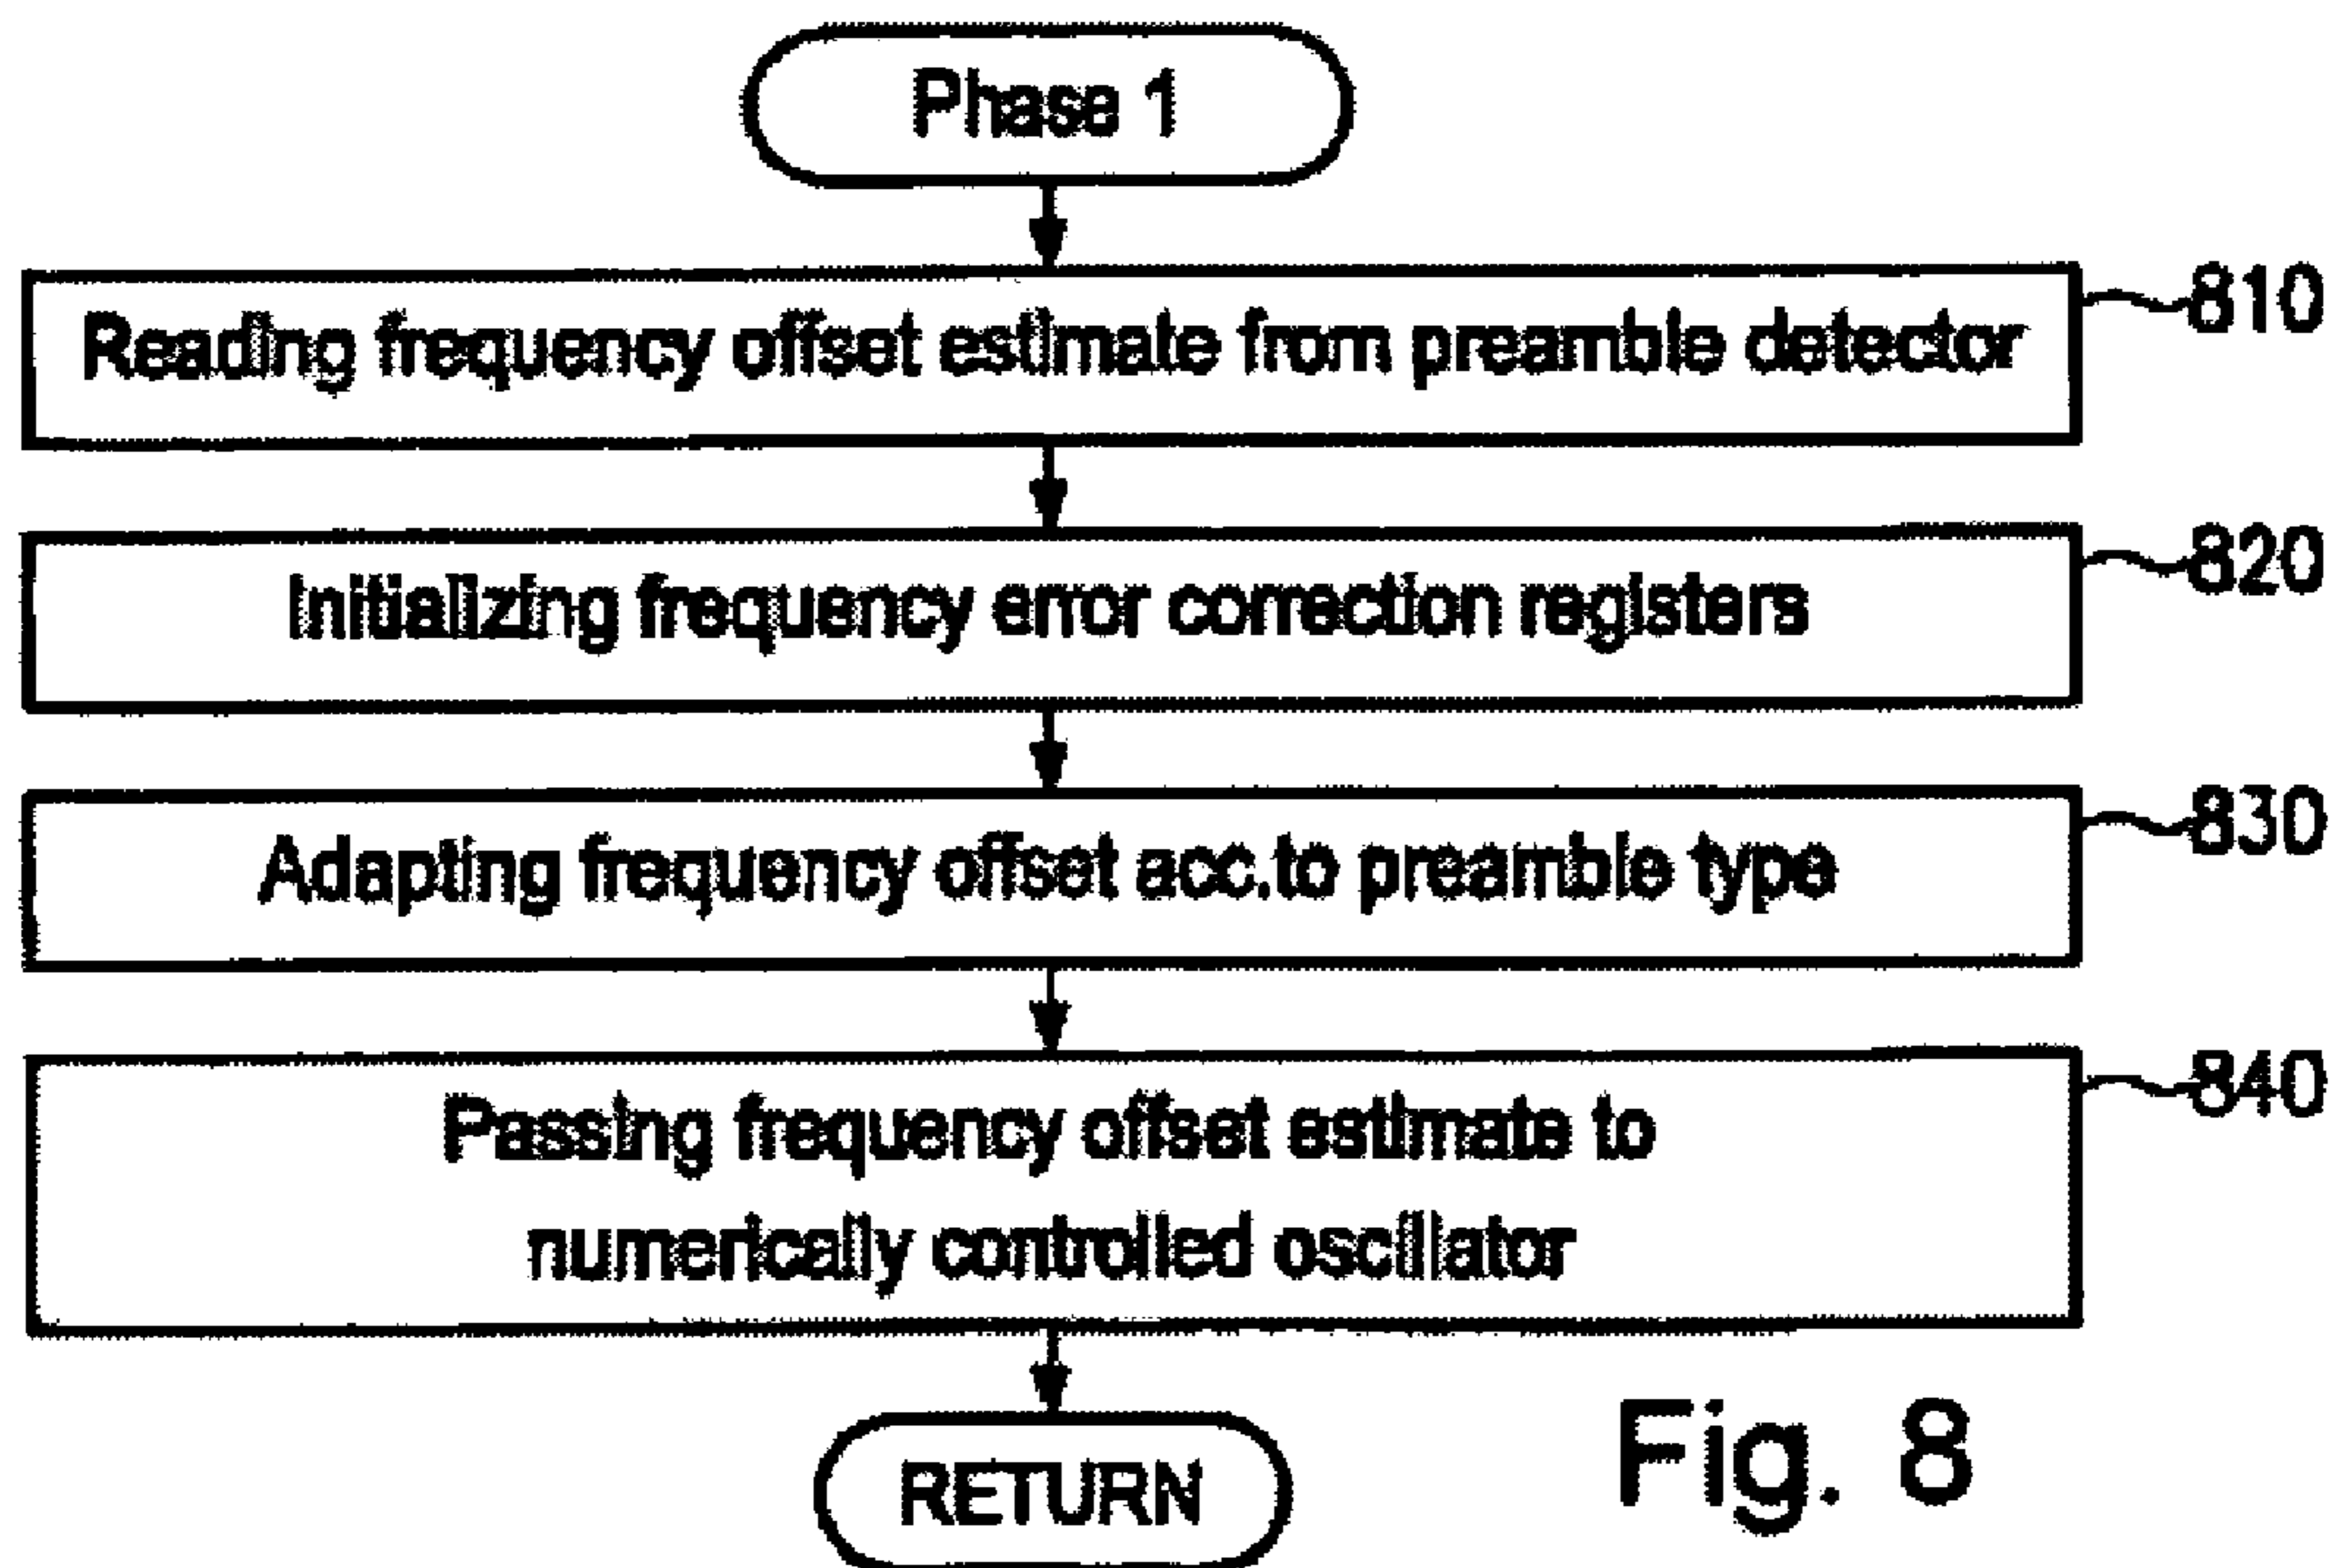 Phase 1
Reading frequency offset estimate from preamble detector
810
Initializing frequency error correction registers
820
Adapting frequency offset acc.to preamble type
830
Passing frequency offset estimate to
numerically controlled oscillator
840
RETURN
Fig. 8